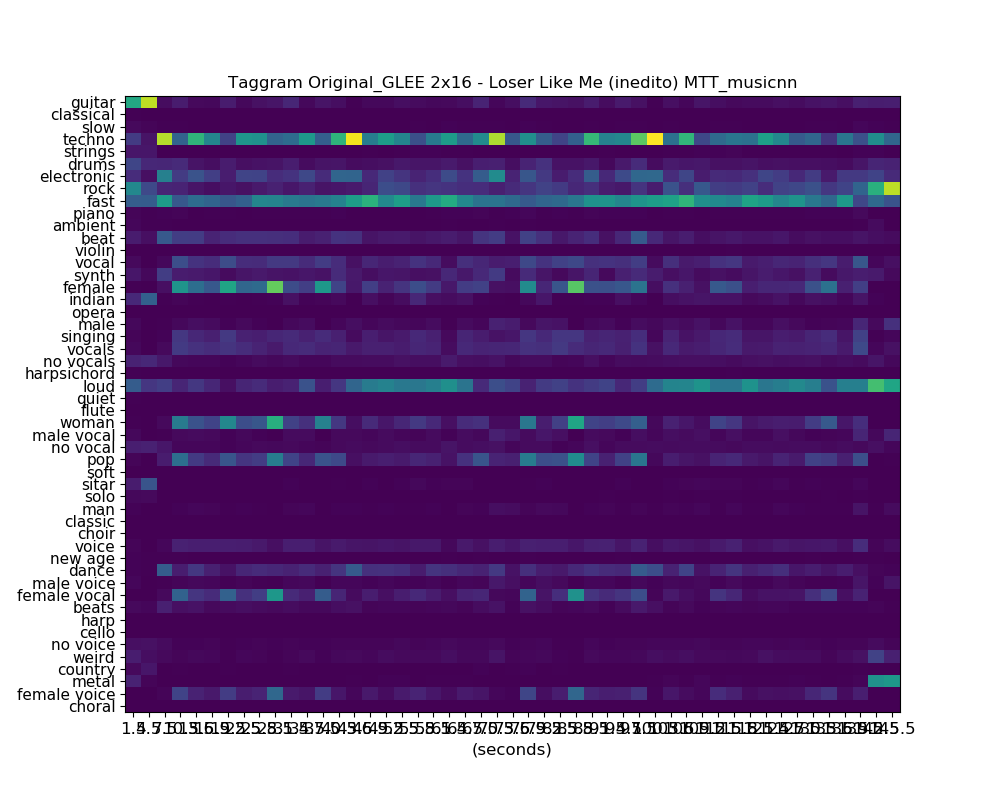 Taggram Original_GLEE 2x16 - Loser Like Me (inedito) MTT_musicnn
guitar
classical
slow
techno
strings
drums
electronic
rock
fast
piano
ambient
beat
violin
vocal
synth
female
indian
opera
male
singing
vocals
no vocals
harpsichord
loud
quiet
flute
woman
male vocal
no vocal
pop
soft
sitar
solo
man
classic
choir
voice
new age
dance
male voice
female vocal
beats
harp
cello
no voice
weird
country
metal
female voice
choral
(seconds)